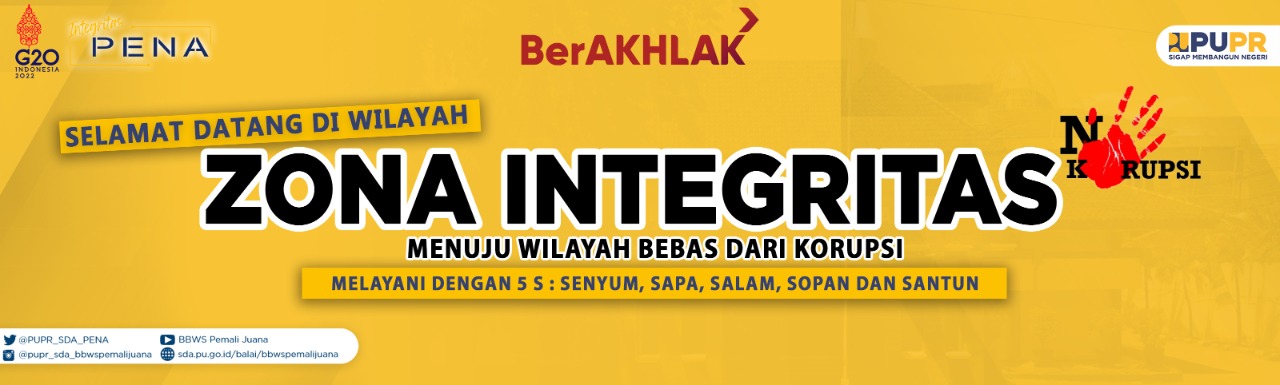 G20
INDONESIA
2022
Integritas
PENA
BerAKHLAK
PUPR
SIGAP MEMBANGUN NEGERI
SELAMAT DATANG DI WILAYAH
ZONA INTEGRITAS
NO
KORUPSI
MENUJU WILAYAH BEBAS DARI KORUPSI
MELAYANI DENGAN 5 S : SENYUM, SAPA, SALAM, SOPAN DAN SANTUN
@PUPR_SDA_PENA
BBWS Pemali Juana
@pupr_sda_bbwspemalijuana
sda.pu.go.id/balai/bbwspemalijuana